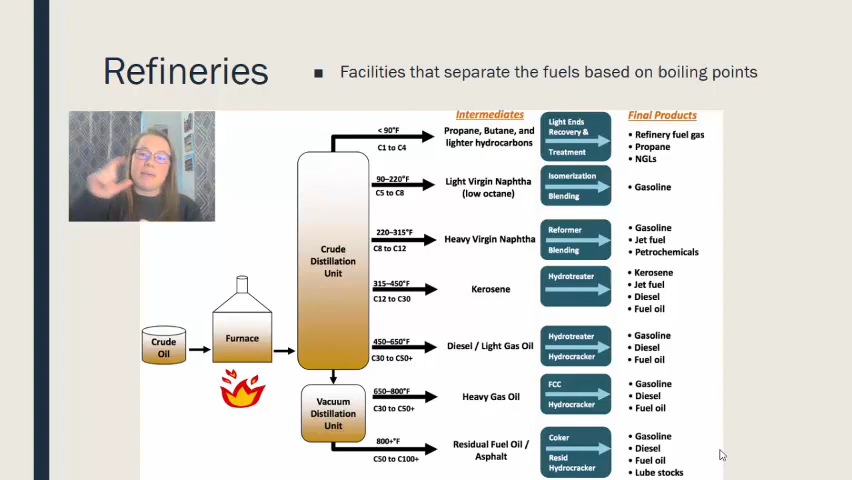 Refineries
■ Facilities that separate the fuels based on boiling points
Intermediates
Final Products
< 90°F
C1 to C4
Propane, Butane, and
lighter hydrocarbons
Light Ends
Recovery &
Treatment
• Refinery fuel gas
• Propane
• NGLs
90–220°F
C5 to C8
Light Virgin Naphtha
(low octane)
Isomerization
Blending
• Gasoline
220–315°F
C8 to C12
Heavy Virgin Naphtha
Reformer
Blending
• Gasoline
• Jet fuel
• Petrochemicals
Crude
Distillation
Unit
315–450°F
C12 to C30
Kerosene
Hydrotreater
• Kerosene
• Jet fuel
• Diesel
• Fuel oil
Crude
Oil
Furnace
450–650°F
C30 to C50+
Diesel / Light Gas Oil
Hydrotreater
Hydrocracker
• Gasoline
• Diesel
• Fuel oil
Vacuum
Distillation
Unit
650–800°F
C30 to C50+
Heavy Gas Oil
FCC
Hydrocracker
• Gasoline
• Diesel
• Fuel oil
800+°F
C50 to C100+
Residual Fuel Oil /
Asphalt
Coker
Resid
Hydrocracker
• Gasoline
• Diesel
• Fuel oil
• Lube stocks